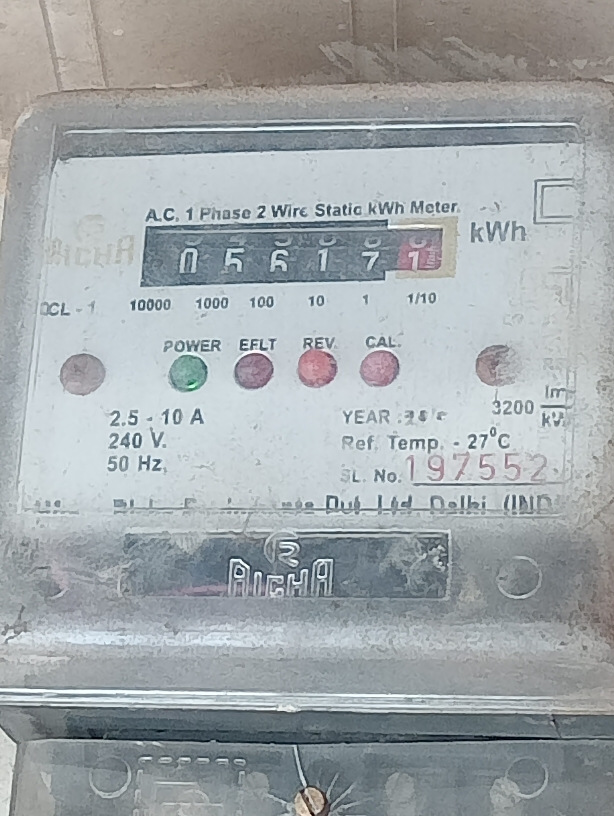 A.C. 1 Phase 2 Wire Static kWh Meter
0 5 6 1 7 1 kWh
CL - 1 10000 1000 100 10 1 1/10
POWER EFLT REV. CAL.
2.5 - 10 A
240 V.
50 Hz.
YEAR
3200
Ref. Temp. - 27°C
SL. No. 197552
Pvt. Ltd. Delhi